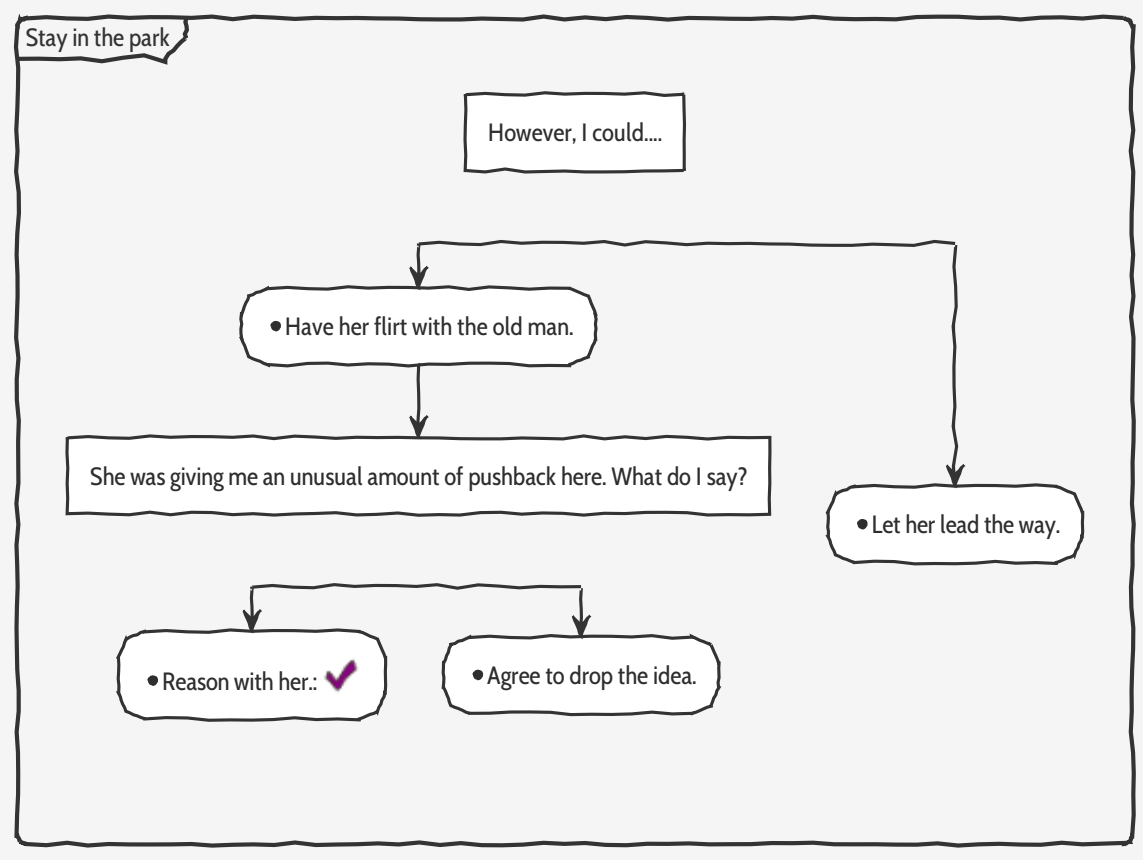 Stay in the park
However, I could....
•Have her flirt with the old man.
She was giving me an unusual amount of pushback here. What do I say?
•Let her lead the way.
•Reason with her.:
•Agree to drop the idea.